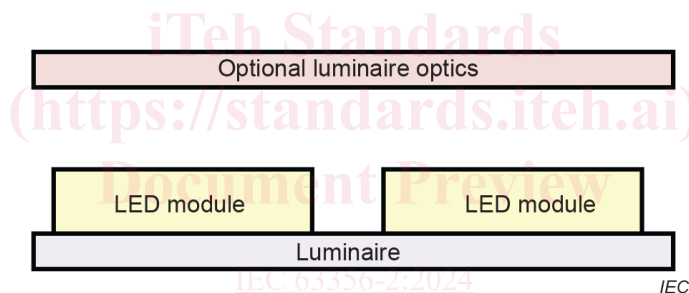 iTeh Standards
Optional luminaire optics
(https://standards.iteh.ai)
Document Preview
LED module LED module
Luminaire
IEC 63356-2:2024
IEC